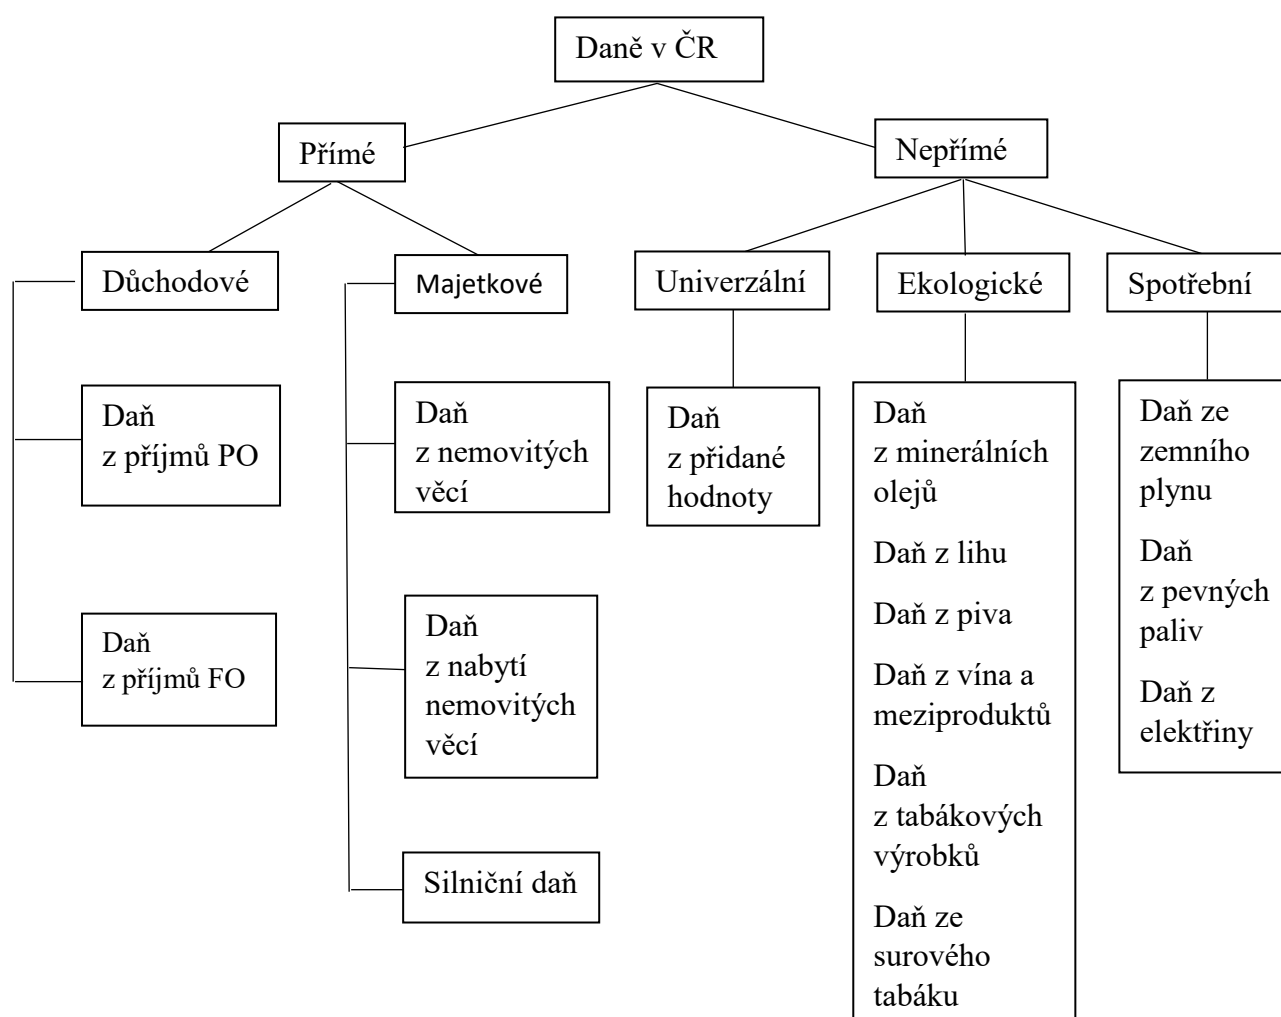 Daně v ČR
Přímé
Nepřímé
Důchodové
Majetkové
Univerzální
Ekologické
Spotřební
Daň
z příjmů PO
Daň
z příjmů FO
Daň
z nemovitých
věcí
Daň
z nabytí
nemovitých
věcí
Silniční daň
Daň
z přidané
hodnoty
Daň
z minerálních
olejů
Daň z lihu
Daň z piva
Daň z vína a
meziproduktů
Daň
z tabákových
výrobků
Daň ze
surového
tabáku
Daň ze
zemního
plynu
Daň
z pevných
paliv
Daň z
elektřiny